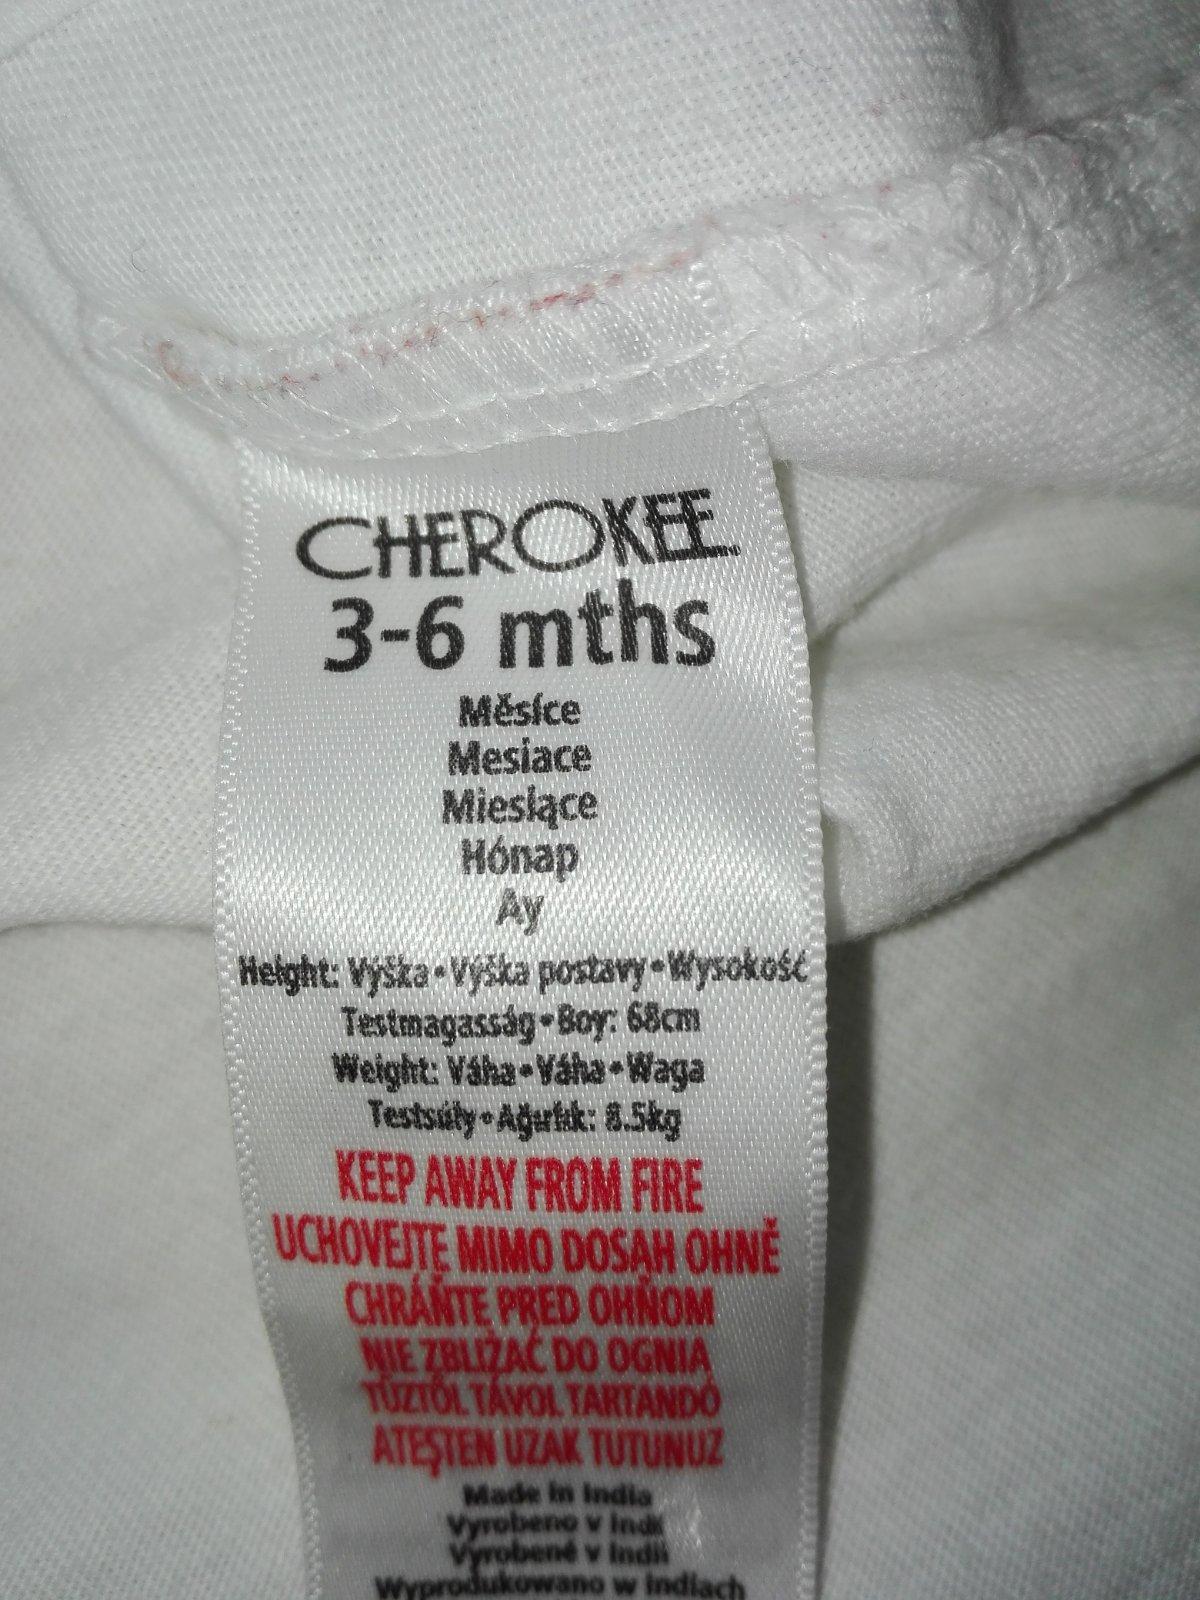 CHEROKEE
3-6 mths
Měsíce
Mesiace
Miesiące
Hónap
Ay
Height: Výška•Výška postavy•Wysokość
Testmagasság•Boy: 68cm
Weight: Váha•Váha•Waga
Testsúly•Ağırlık: 8.5kg
KEEP AWAY FROM FIRE
UCHOVEJTE MIMO DOSAH OHNĚ
CHRÁŇTE PRED OHŇOM
NIE ZBLIŻAĆ DO OGNIA
TŰZTŐL TÁVOL TARTANDÓ
ATEŞTEN UZAK TUTUNUZ
Made in India
Vyrobeno v Indii
Vyrobené v Indii
Wyprodukowano w Indiach